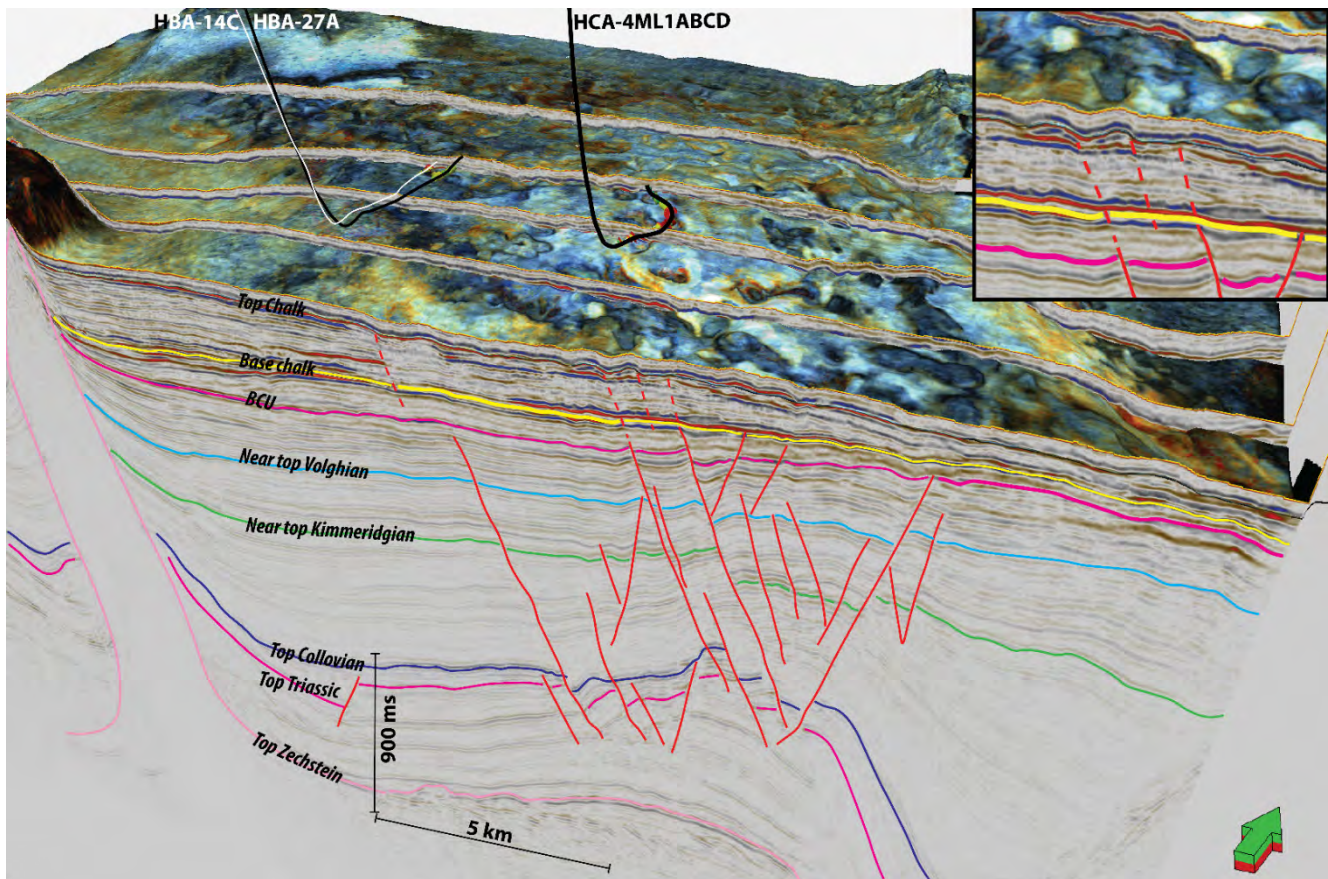 HBA-14C HBA-27A
HCA-4ML1ABCD
Top Chalk
Base chalk
BCU
Near top Volghian
Near top Kimmeridgian
Top Collovian
Top Triassic
Top Zechstein
900 ms
5 km